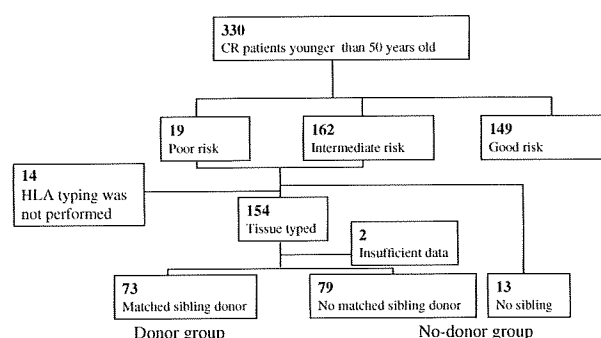 330
CR patients younger than 50 years old
19
Poor risk
162
Intermediate risk
149
Good risk
14
HLA typing was
not performed
154
Tissue typed
2
Insufficient data
73
Matched sibling donor
79
No matched sibling donor
13
No sibling
Donor group
No-donor group